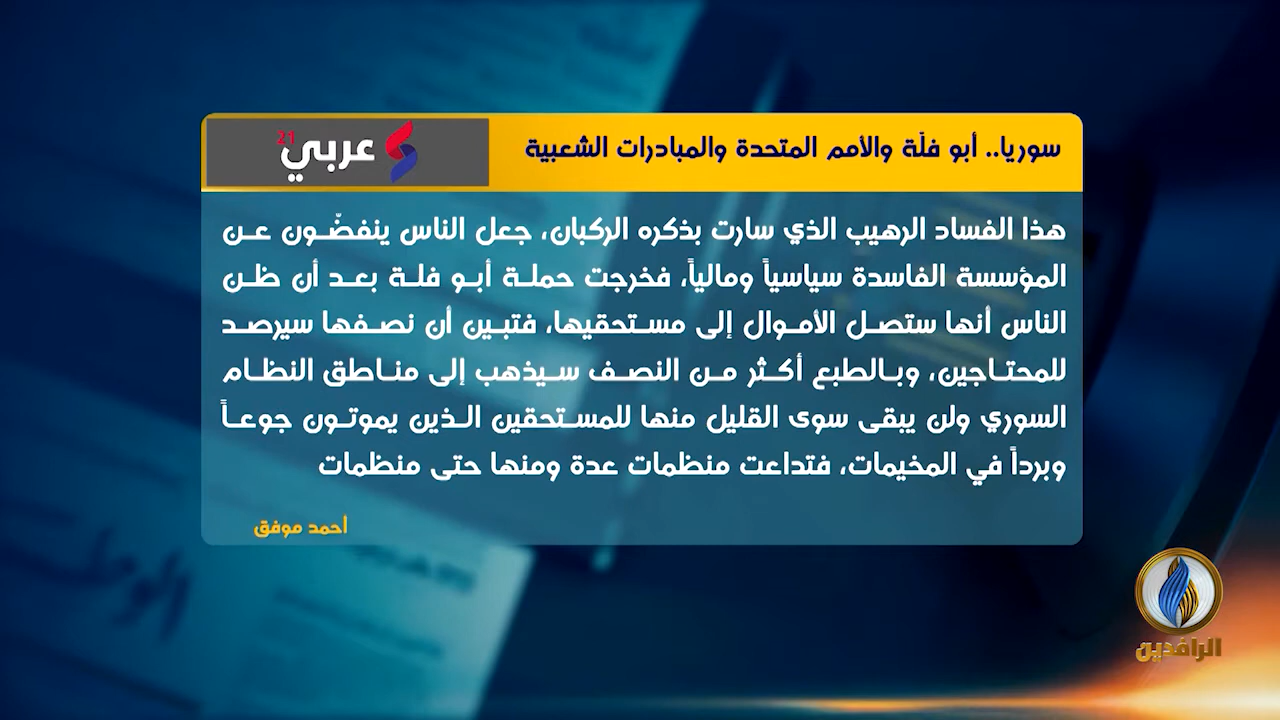 سوريا.. أبو فلّة والأمم المتحدة والمبادرات الشعبية
عربي 21
هذا الفساد الرهيب الذي سارت بذكره الركبان، جعل الناس ينفضّون عن
المؤسسة الفاسدة سياسياً ومالياً، فخرجت حملة أبو فلة بعد أن ظن
الناس أنها ستصل الأموال إلى مستحقيها، فتبين أن نصفها سيرصد
للمحتاجين، وبالطبع أكثر من النصف سيذهب إلى مناطق النظام
السوري ولن يبقى سوى القليل منها للمستحقين الذين يموتون جوعاً
وبرداً في المخيمات، فتداعت منظمات عدة ومنها حتى منظمات
أحمد موفق
الرافدين